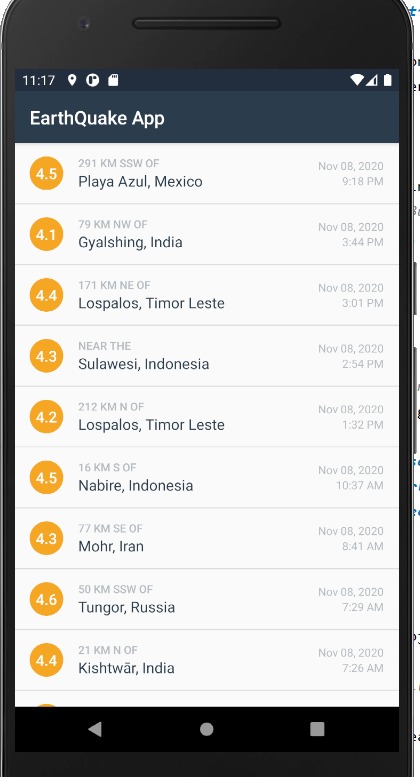 11:17
EarthQuake App
4.5 291 KM SSW OF Nov 08, 2020
Playa Azul, Mexico 9:18 PM
4.1 79 KM NW OF Nov 08, 2020
Gyalshing, India 3:44 PM
4.4 171 KM NE OF Nov 08, 2020
Lospalos, Timor Leste 3:01 PM
4.3 NEAR THE Nov 08, 2020
Sulawesi, Indonesia 2:54 PM
4.2 212 KM N OF Nov 08, 2020
Lospalos, Timor Leste 1:32 PM
4.5 16 KM S OF Nov 08, 2020
Nabire, Indonesia 10:37 AM
4.3 77 KM SE OF Nov 08, 2020
Mohr, Iran 8:41 AM
4.6 50 KM SSW OF Nov 08, 2020
Tungor, Russia 7:29 AM
4.4 21 KM N OF Nov 08, 2020
Kishtwār, India 7:26 AM